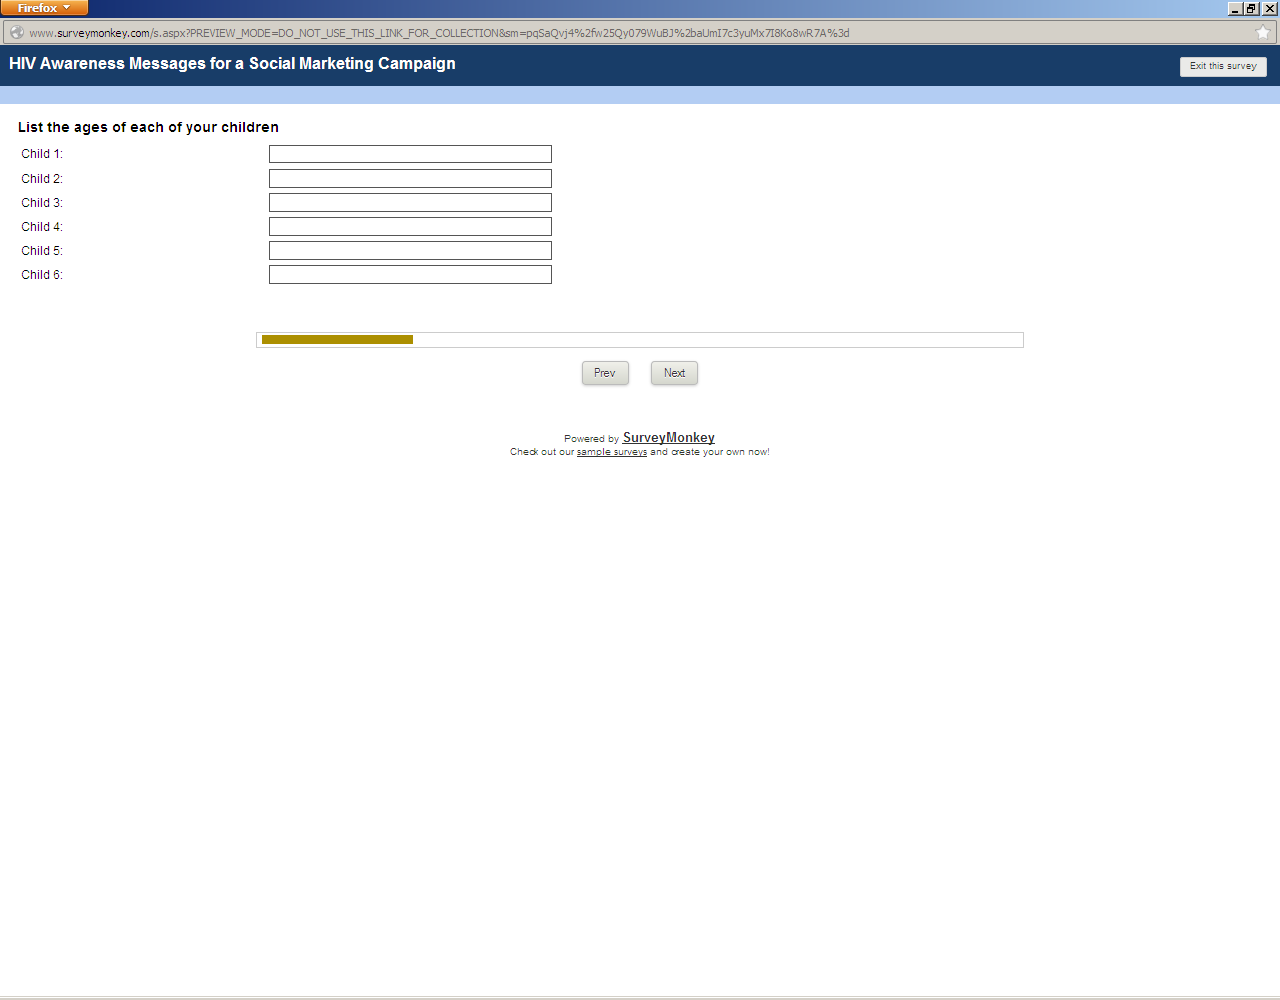 Firefox
www.surveymonkey.com/s.aspx?PREVIEW_MODE=DO_NOT_USE_THIS_LINK_FOR_COLLECTION&sm=pqSaQvj4%2fw25Qy079WuBJ%2baUmI7c3yuMx7I8Ko8wR7A%3d
HIV Awareness Messages for a Social Marketing Campaign
Exit this survey
List the ages of each of your children
Child 1:
Child 2:
Child 3:
Child 4:
Child 5:
Child 6:
Prev Next
Powered by SurveyMonkey
Check out our sample surveys and create your own now!